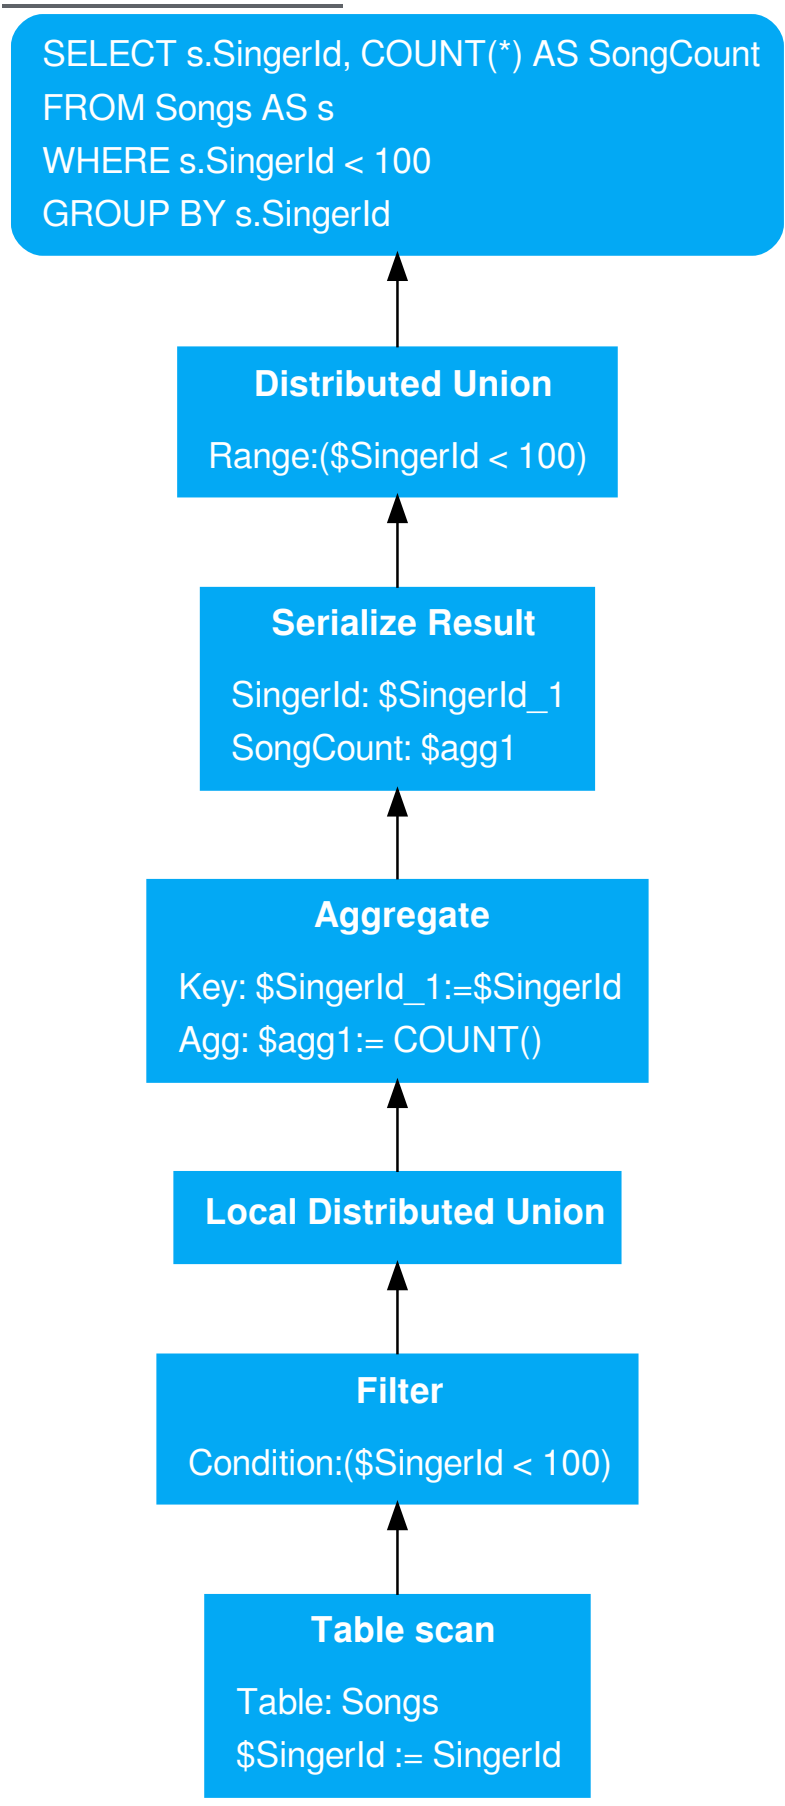 SELECT s.SingerId, COUNT(*) AS SongCount
FROM Songs AS s
WHERE s.SingerId < 100
GROUP BY s.SingerId
Distributed Union
Range:($SingerId < 100)
Serialize Result
SingerId: $SingerId_1
SongCount: $agg1
Aggregate
Key: $SingerId_1:=$SingerId
Agg: $agg1:= COUNT()
Local Distributed Union
Filter
Condition:($SingerId < 100)
Table scan
Table: Songs
$SingerId := SingerId